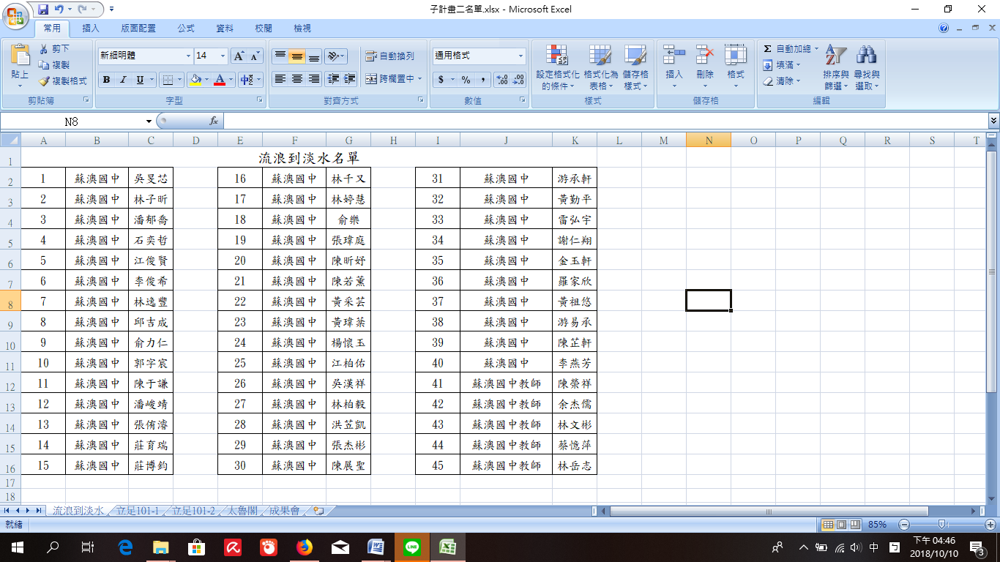 子計畫二名單.xlsx - Microsoft Excel
常用 插入 版面配置 公式 資料 校閱 檢視
貼上 剪下 複製 複製格式 剪貼簿
新細明體 14 B I U 中 字型
自動換列 跨欄置中 對齊方式
通用格式 $ % , 數值
設定格式化的條件 格式化為表格 儲存格樣式 樣式
插入 刪除 格式 儲存格
Σ 自動加總 填滿 清除 排序與篩選 尋找與選取 編輯
N8 fx
A B C D E F G H I J K L M N O P Q R S T
1 流浪到淡水名單
2 1 蘇澳國中 吳旻芯 16 蘇澳國中 林千又 31 蘇澳國中 游承軒
3 2 蘇澳國中 林子昕 17 蘇澳國中 林婷慧 32 蘇澳國中 黃勤平
4 3 蘇澳國中 潘郁喬 18 蘇澳國中 俞樂 33 蘇澳國中 雷弘宇
5 4 蘇澳國中 石奕哲 19 蘇澳國中 張瑋庭 34 蘇澳國中 謝仁翔
6 5 蘇澳國中 江俊賢 20 蘇澳國中 陳昕妤 35 蘇澳國中 金玉軒
7 6 蘇澳國中 李俊希 21 蘇澳國中 陳若薰 36 蘇澳國中 羅家欣
8 7 蘇澳國中 林逸豐 22 蘇澳國中 黃采芸 37 蘇澳國中 黃祖悠
9 8 蘇澳國中 邱吉成 23 蘇澳國中 黃瑋棻 38 蘇澳國中 游易承
10 9 蘇澳國中 俞力仁 24 蘇澳國中 楊懷玉 39 蘇澳國中 陳芷軒
11 10 蘇澳國中 郭字宸 25 蘇澳國中 江柏佑 40 蘇澳國中 李燕芳
12 11 蘇澳國中 陳于謙 26 蘇澳國中 吳漢祥 41 蘇澳國中教師 陳榮祥
13 12 蘇澳國中 潘峻靖 27 蘇澳國中 林柏毅 42 蘇澳國中教師 余杰儒
14 13 蘇澳國中 張侑濬 28 蘇澳國中 洪苙凱 43 蘇澳國中教師 林文彬
15 14 蘇澳國中 莊育瑞 29 蘇澳國中 張杰彬 44 蘇澳國中教師 蔡憶萍
16 15 蘇澳國中 莊博鈞 30 蘇澳國中 陳展聖 45 蘇澳國中教師 林岳志
17
18
流浪到淡水 立足101-1 立足101-2 太魯閣 成果會
就緒 85%
中 下午 04:46
2018/10/10 3